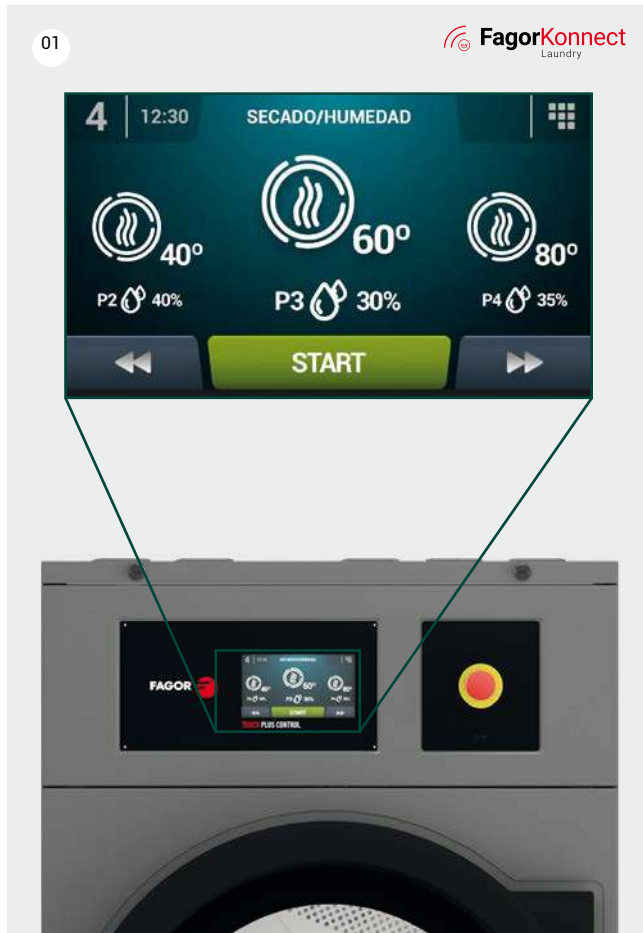 01
FagorKonnect
Laundry
4 12:30 SECADO/HUMEDAD
40º 60º 80º
P2 40% P3 30% P4 35%
START
FAGOR
START
PLUS CONTROL